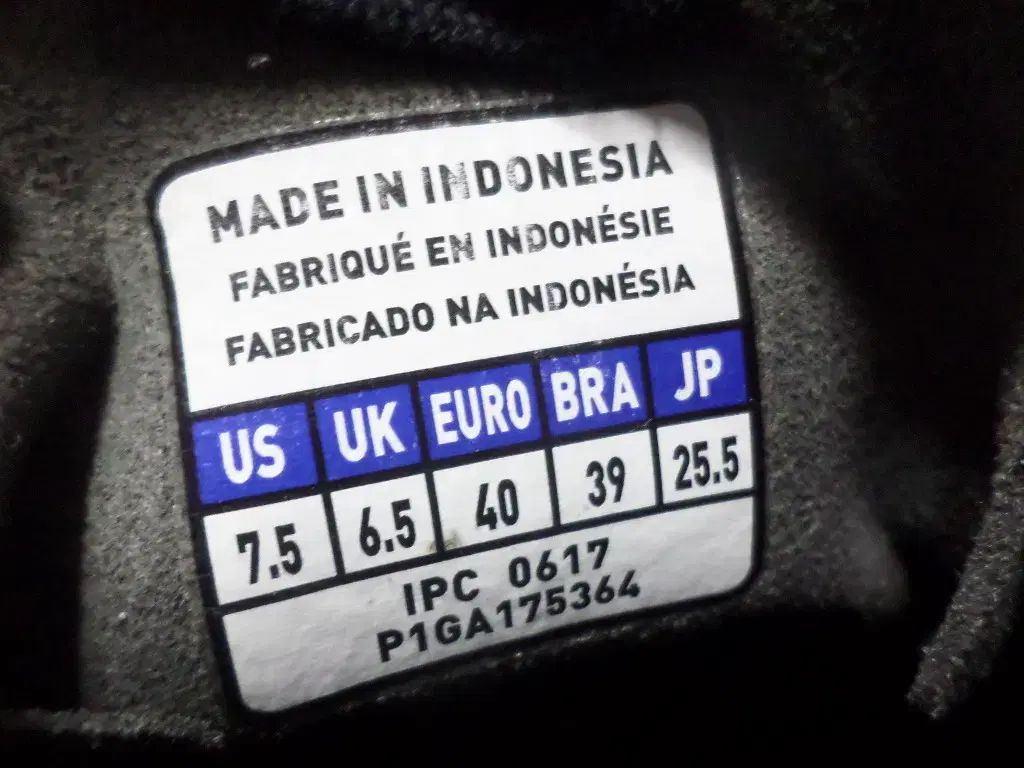 MADE IN INDONESIA
FABRIQUÉ EN INDONÉSIE
FABRICADO NA INDONÉSIA
US UK EURO BRA JP
7.5 6.5 40 39 25.5
IPC 0617
P1GA175364